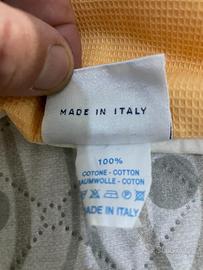 MADE IN ITALY
100%
COTONE - COTTON
BAUMWOLLE - COTON
MADE IN ITALY